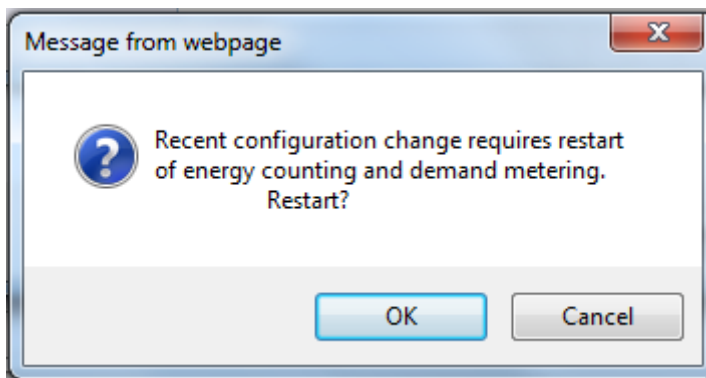 Message from webpage
Recent configuration change requires restart
of energy counting and demand metering.
Restart?
OK
Cancel